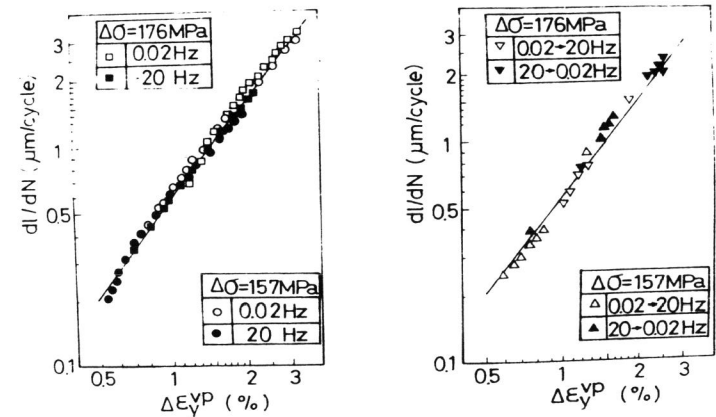 Δσ=176MPa
□ 0.02Hz
■ 20 Hz
3
2
1
0.5
0.1
dl/dN (μm/cycle)
Δσ=157MPa
○ 0.02 Hz
● 20 Hz
0.5 1 2 3
Δε_y^vp (%)
Δσ=176MPa
▽ 0.02→20Hz
▼ 20→0.02Hz
3
2
1
0.5
0.1
dl/dN (μm/cycle)
Δσ=157MPa
△ 0.02→20Hz
▲ 20→0.02Hz
0.5 1 2 3
Δε_y^vp (%)